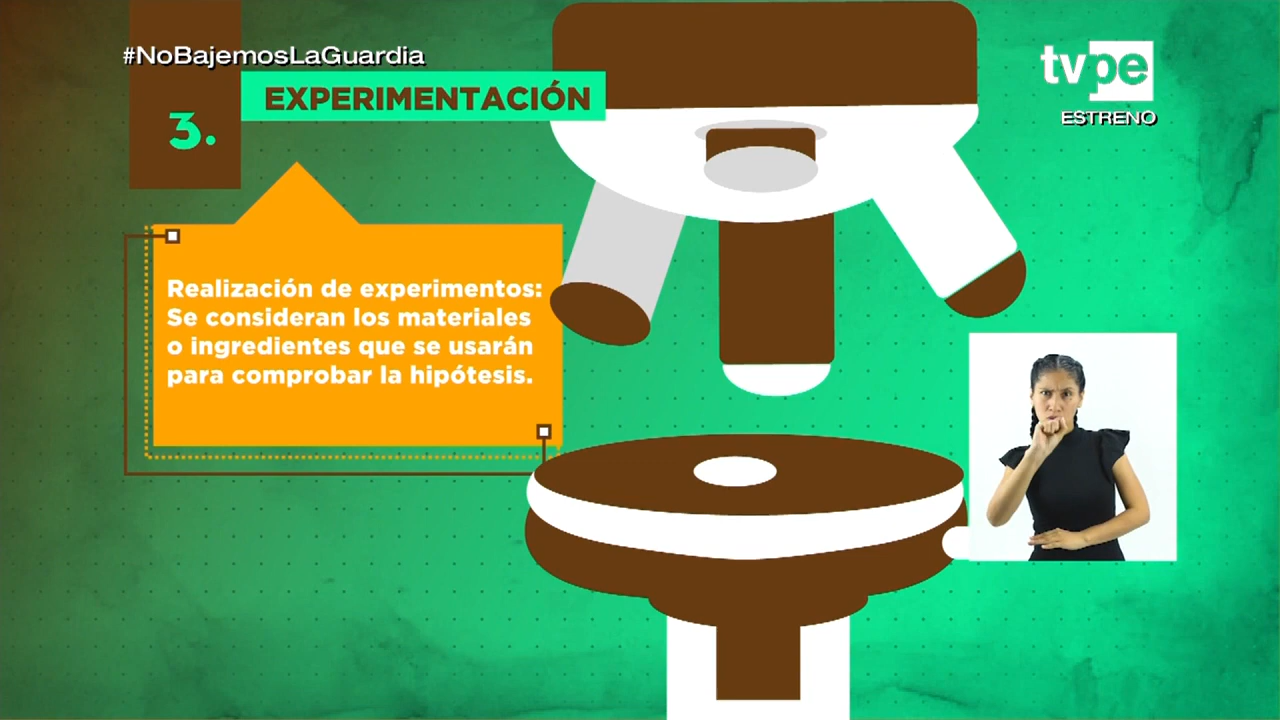 #NoBajemosLaGuardia
tvpe
ESTRENO
3.
EXPERIMENTACIÓN
Realización de experimentos:
Se consideran los materiales
o ingredientes que se usarán
para comprobar la hipótesis.